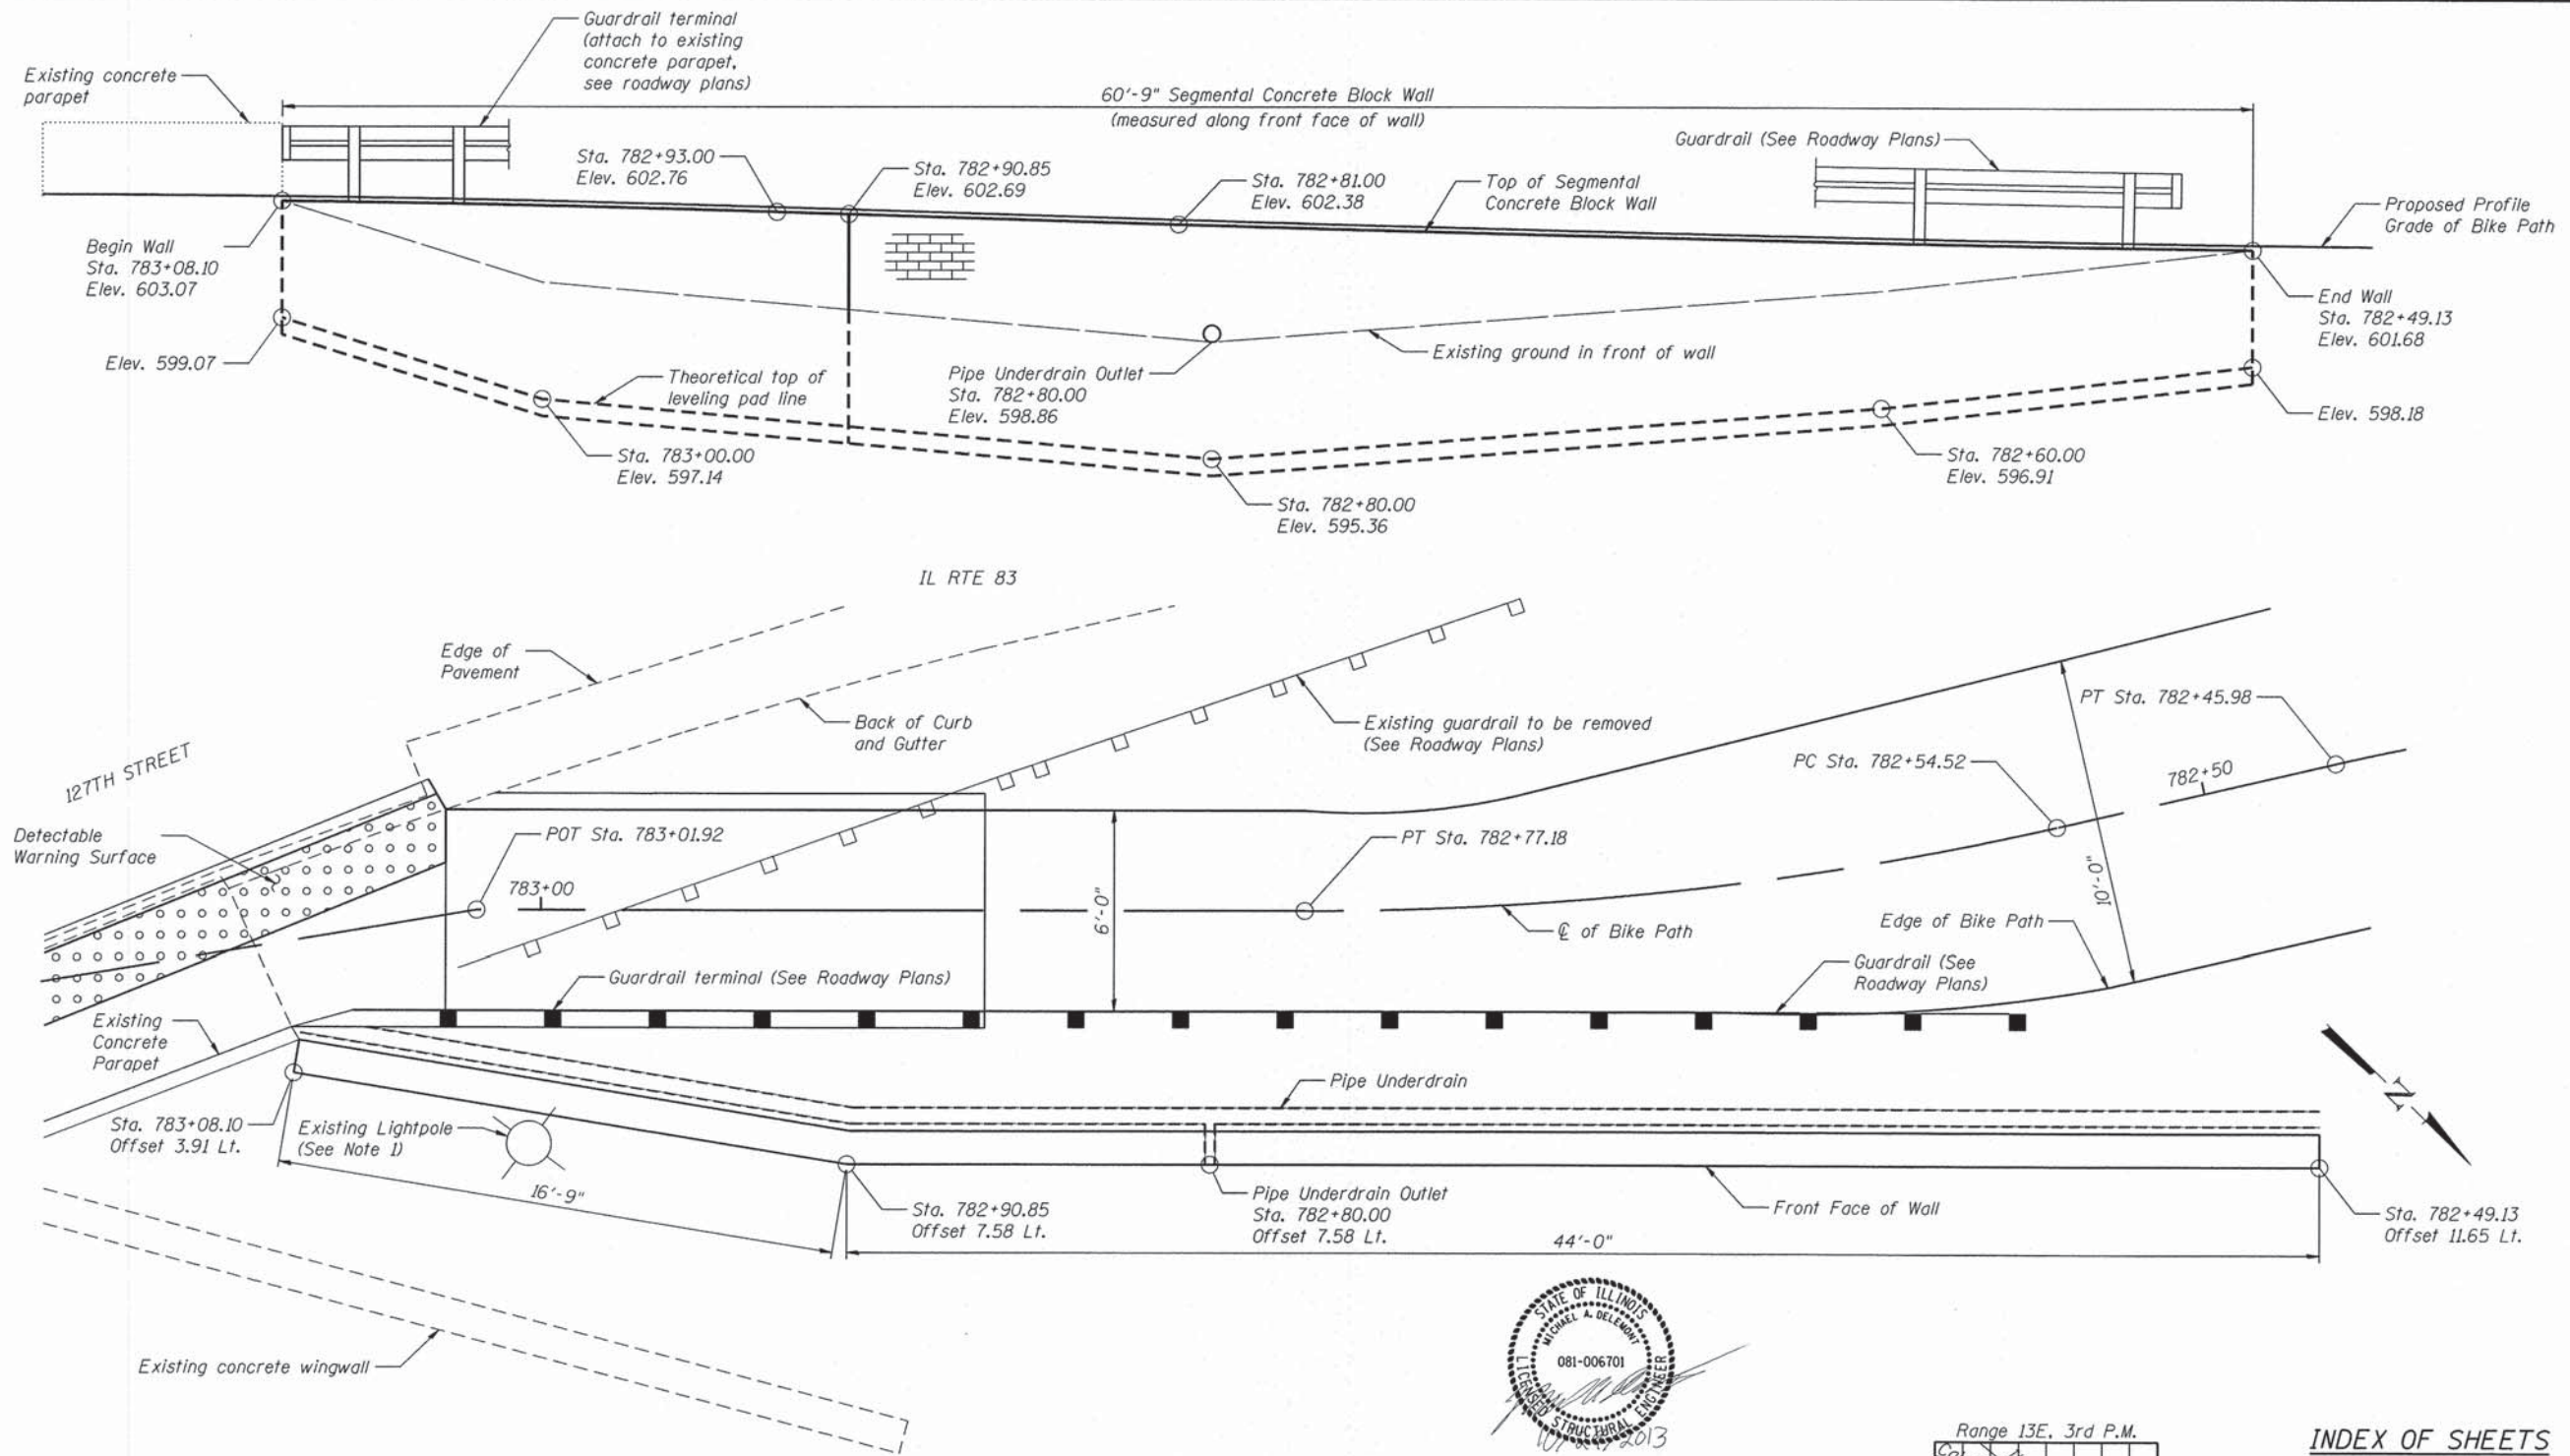 Guardrail terminal
(attach to existing
concrete parapet,
see roadway plans)
Existing concrete
parapet
60'-9" Segmental Concrete Block Wall
(measured along front face of wall)
Guardrail (See Roadway Plans)
Sta. 782+93.00
Elev. 602.76
Sta. 782+90.85
Elev. 602.69
Sta. 782+81.00
Elev. 602.38
Top of Segmental
Concrete Block Wall
Proposed Profile
Grade of Bike Path
Begin Wall
Sta. 783+08.10
Elev. 603.07
End Wall
Sta. 782+49.13
Elev. 601.68
Elev. 599.07
Theoretical top of
leveling pad line
Pipe Underdrain Outlet
Sta. 782+80.00
Elev. 598.86
Existing ground in front of wall
Elev. 598.18
Sta. 783+00.00
Elev. 597.14
Sta. 782+60.00
Elev. 596.91
Sta. 782+80.00
Elev. 595.36
IL RTE 83
Edge of
Pavement
Back of Curb
and Gutter
Existing guardrail to be removed
(See Roadway Plans)
PT Sta. 782+45.98
PC Sta. 782+54.52
782+50
127TH STREET
Detectable
Warning Surface
POT Sta. 783+01.92
783+00
PT Sta. 782+77.18
6'-0"
10'-0"
℄ of Bike Path
Edge of Bike Path
Guardrail terminal (See Roadway Plans)
Guardrail (See
Roadway Plans)
Existing
Concrete
Parapet
N
Pipe Underdrain
Sta. 783+08.10
Offset 3.91 Lt.
Existing Lightpole
(See Note 1)
16'-9"
Sta. 782+90.85
Offset 7.58 Lt.
Pipe Underdrain Outlet
Sta. 782+80.00
Offset 7.58 Lt.
Front Face of Wall
Sta. 782+49.13
Offset 11.65 Lt.
44'-0"
Existing concrete wingwall
STATE OF ILLINOIS
MICHAEL A. DELEMONT
081-006701
LICENSED STRUCTURAL ENGINEER
2013
Range 13E, 3rd P.M.
INDEX OF SHEETS